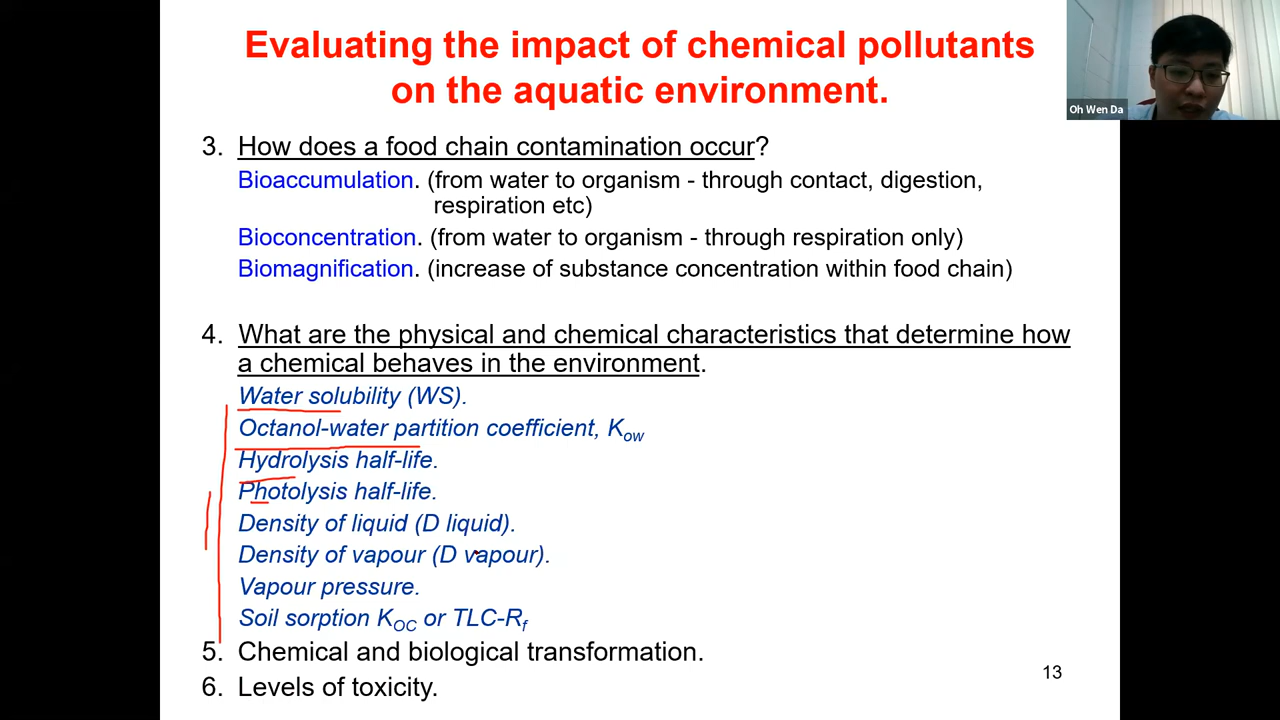 Evaluating the impact of chemical pollutants
on the aquatic environment.
Oh Wen Da
3. How does a food chain contamination occur?
Bioaccumulation. (from water to organism - through contact, digestion,
respiration etc)
Bioconcentration. (from water to organism - through respiration only)
Biomagnification. (increase of substance concentration within food chain)
4. What are the physical and chemical characteristics that determine how
a chemical behaves in the environment.
Water solubility (WS).
Octanol-water partition coefficient, Kow
Hydrolysis half-life.
Photolysis half-life.
Density of liquid (D liquid).
Density of vapour (D vapour).
Vapour pressure.
Soil sorption KOC or TLC-Rf
5. Chemical and biological transformation.
6. Levels of toxicity.
13